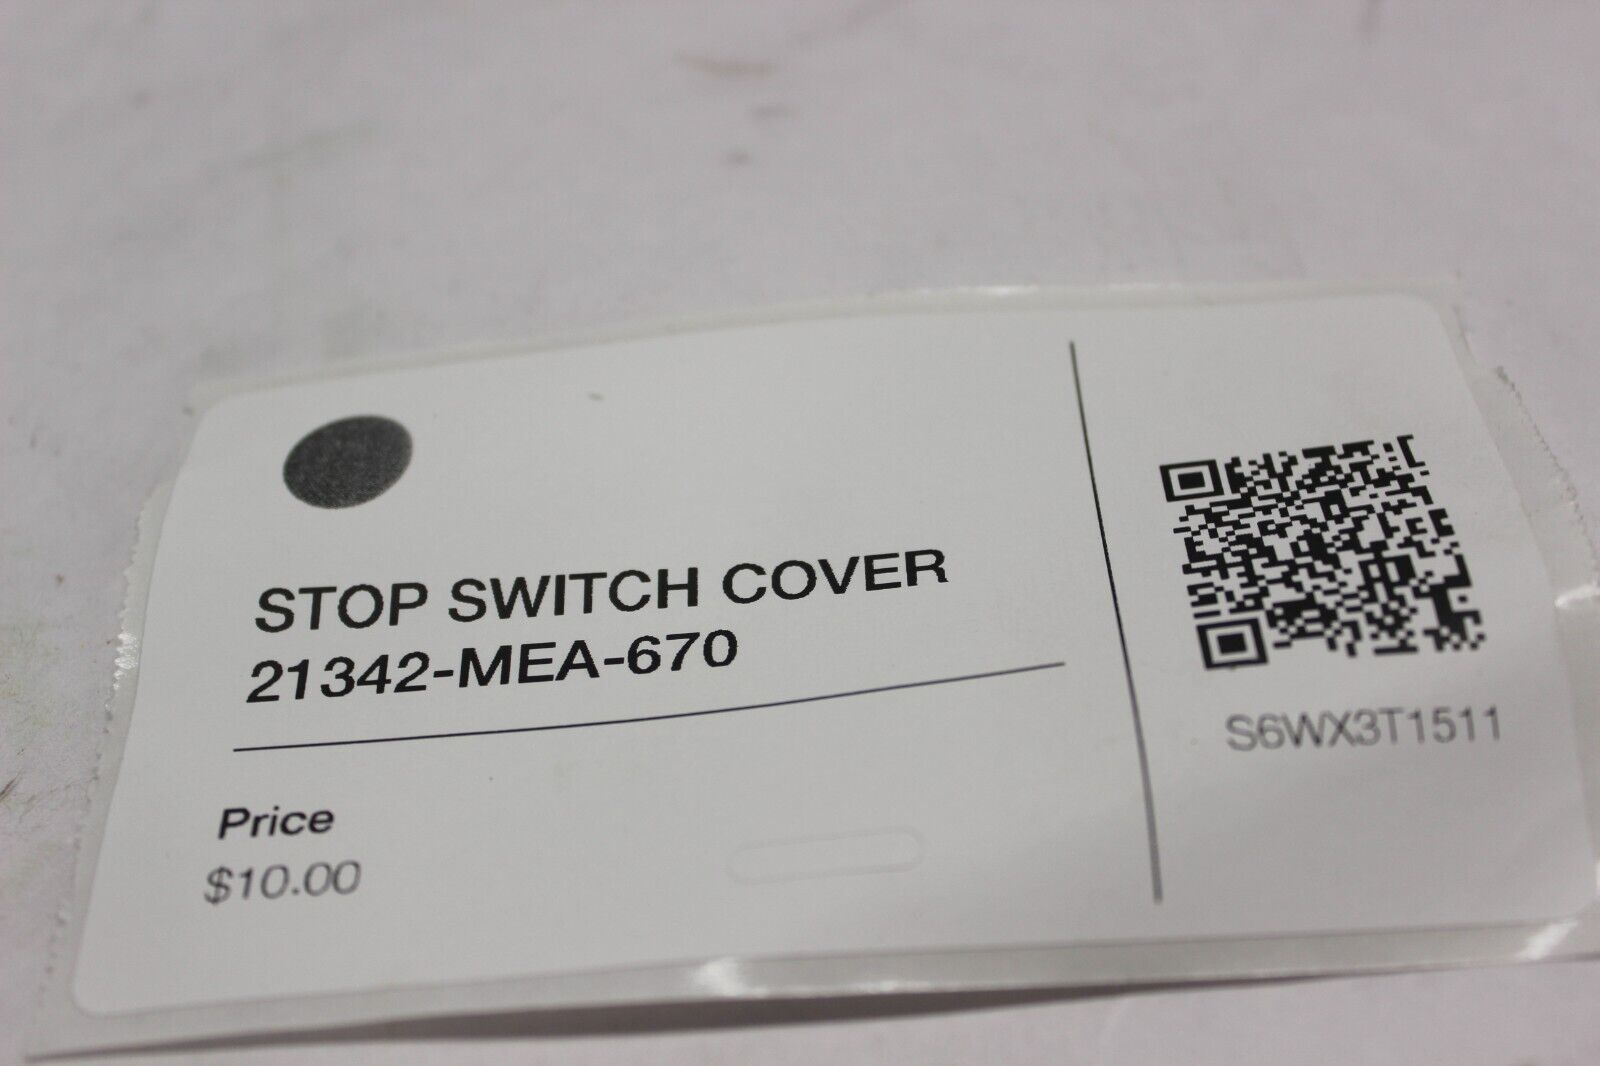 STOP SWITCH COVER
21342-MEA-670
Price
$10.00
S6WX3T1511